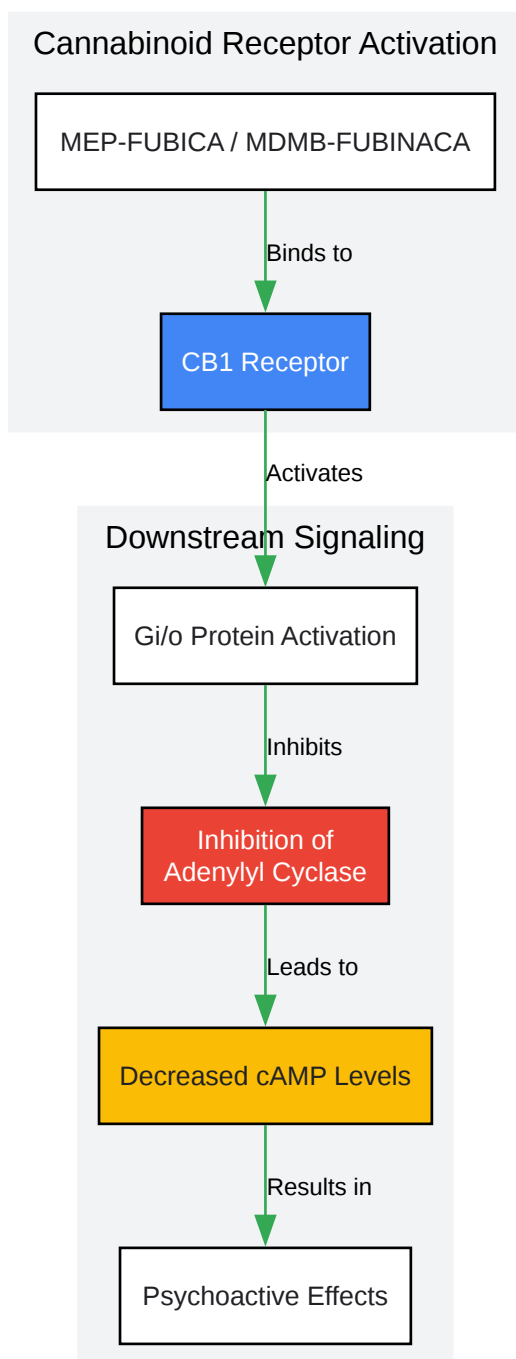 Cannabinoid Receptor Activation
MEP-FUBICA / MDMB-FUBINACA
Binds to
CB1 Receptor
Activates
Downstream Signaling
Gi/o Protein Activation
Inhibits
Inhibition of
Adenylyl Cyclase
Leads to
Decreased cAMP Levels
Results in
Psychoactive Effects